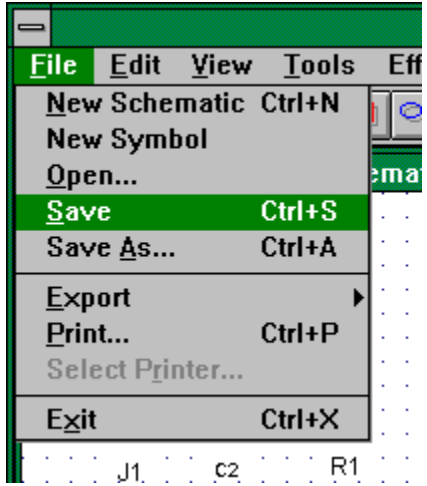 File Edit View Tools Eff
New Schematic Ctrl+N
New Symbol
Open...
ema
Save Ctrl+S
Save As... Ctrl+A
Export
Print... Ctrl+P
Select Printer...
Exit Ctrl+X
J1 C2 R1